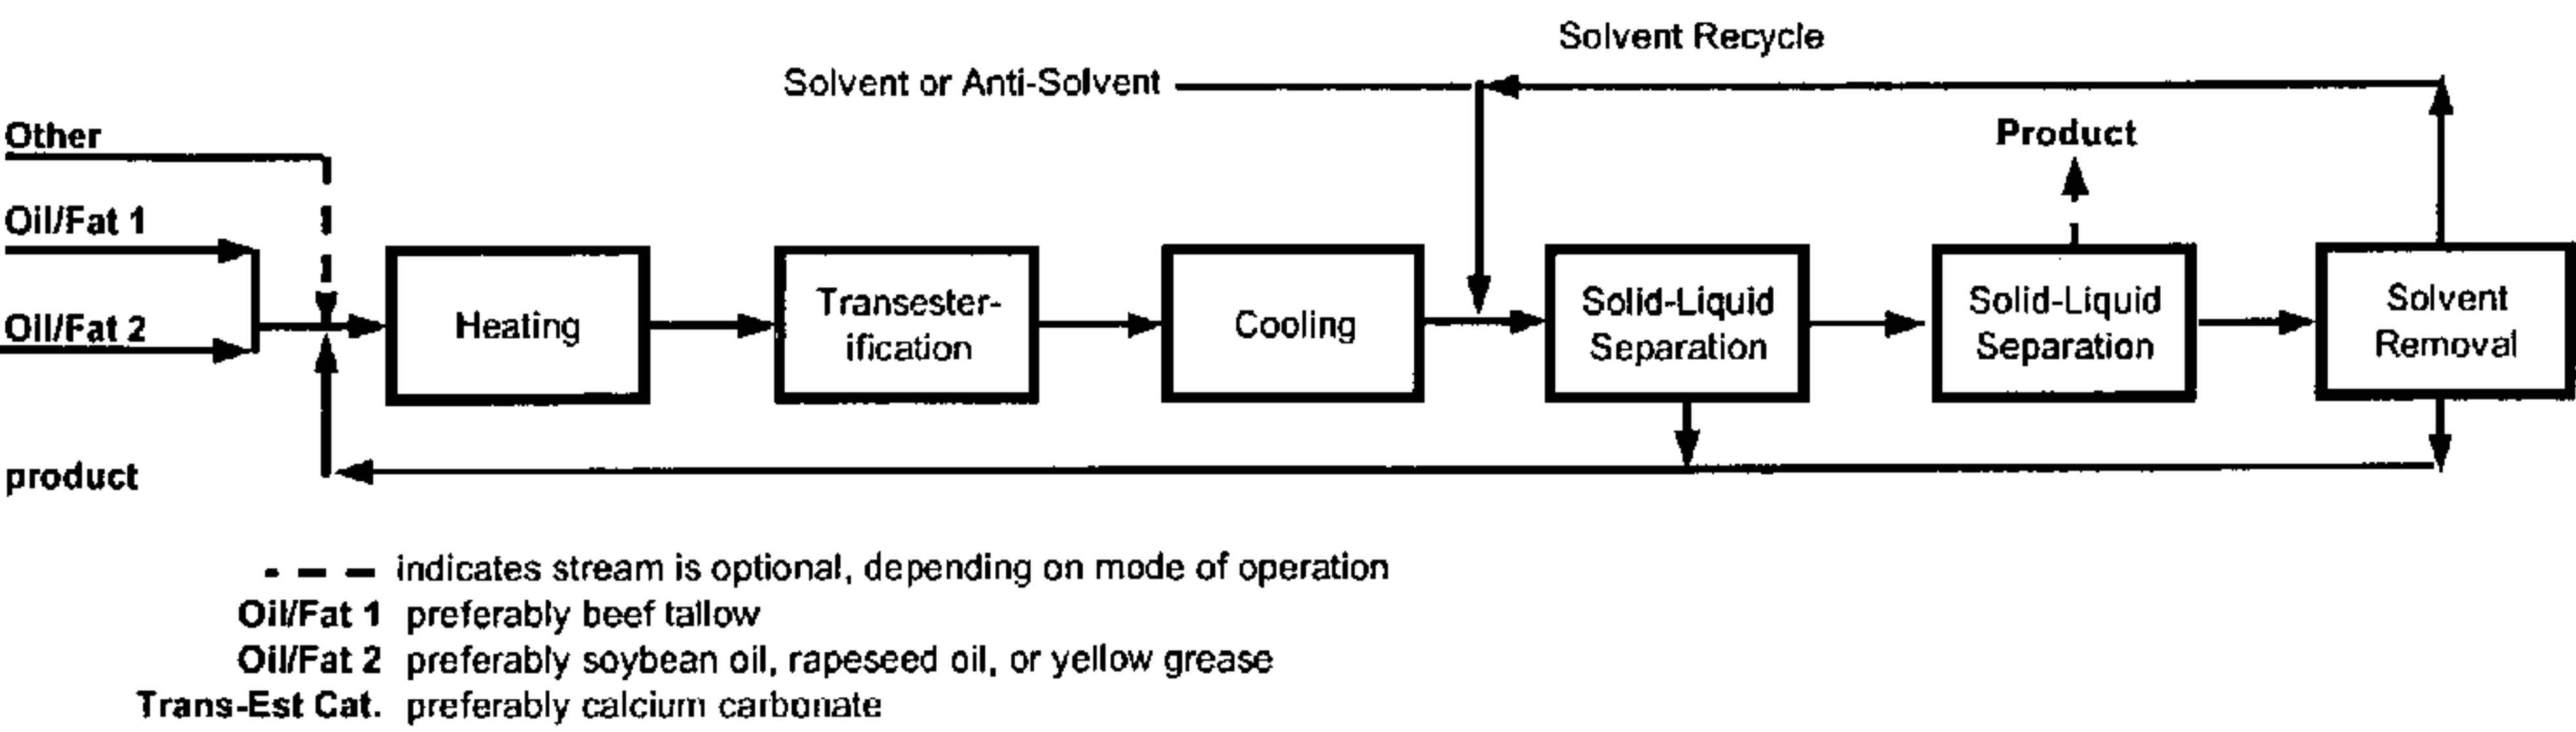 Solvent Recycle
Solvent or Anti-Solvent
Product
Other
Oil/Fat 1
Oil/Fat 2
Heating
Transester-
ification
Cooling
Solid-Liquid
Separation
Solid-Liquid
Separation
Solvent
Removal
product
indicates stream is optional, depending on mode of operation
Oil/Fat 1 preferably beef tallow
Oil/Fat 2 preferably soybean oil, rapeseed oil, or yellow grease
Trans-Est Cat. preferably calcium carbonate